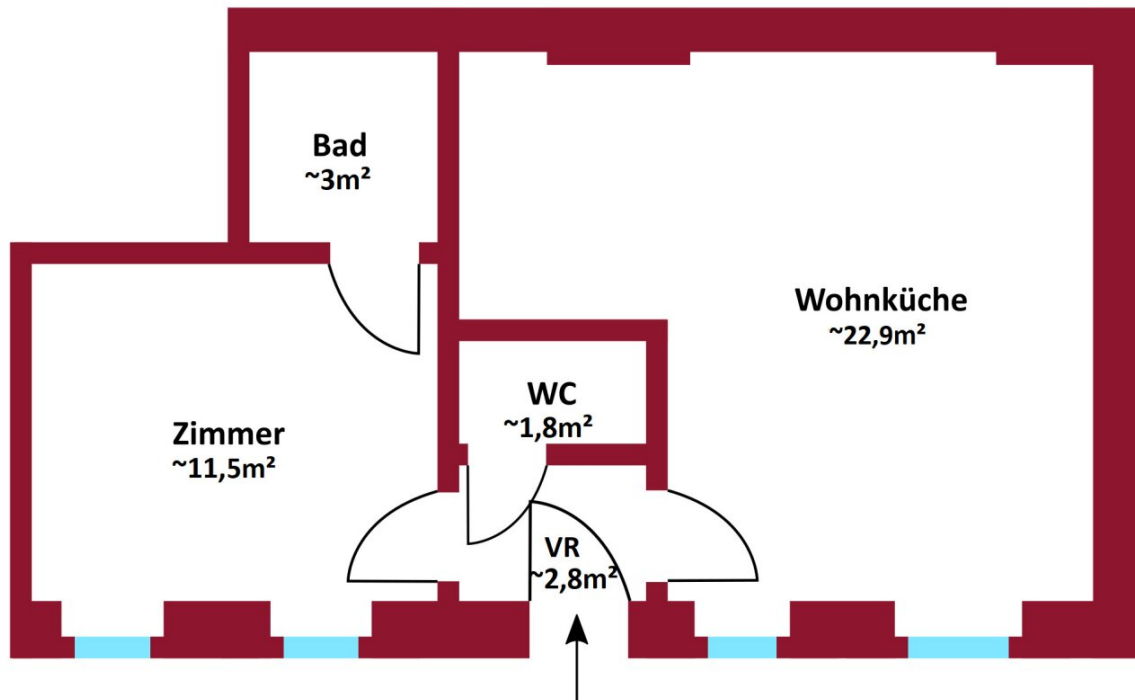 Bad
~3m²
Wohnküche
~22,9m²
WC
~1,8m²
Zimmer
~11,5m²
VR
~2,8m²